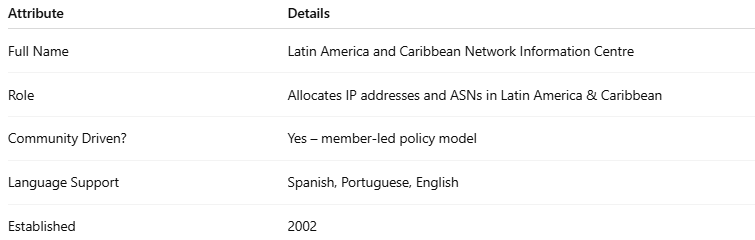 Attribute Details
Full Name Latin America and Caribbean Network Information Centre
Role Allocates IP addresses and ASNs in Latin America & Caribbean
Community Driven? Yes – member-led policy model
Language Support Spanish, Portuguese, English
Established 2002